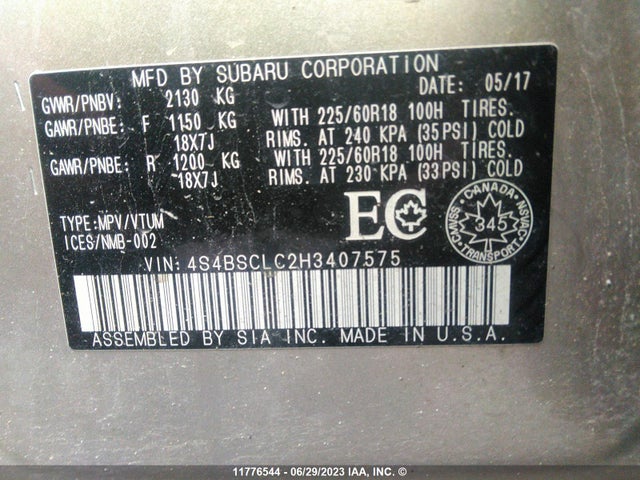 MFD BY SUBARU CORPORATION
DATE: 05/17
GVWR/PNBV: 2130 KG
GAWR/PNBE: F 1150 KG WITH 225/60R18 100H TIRES.
18X7J RIMS. AT 240 KPA (35PSI) COLD
GAWR/PNBE: R 1200 KG WITH 225/60R18 100H TIRES.
18X7J RIMS. AT 230 KPA (33PSI) COLD
TYPE:MPV/VTUM
ICES/NMB-002
EC
CANADA
CMVSS NSVAC
345
TRANSPORT
VIN: 4S4BSCLC2H3407575
ASSEMBLED BY SIA INC. MADE IN U.S.A.
11776544 - 06/29/2023 IAA, INC. ©